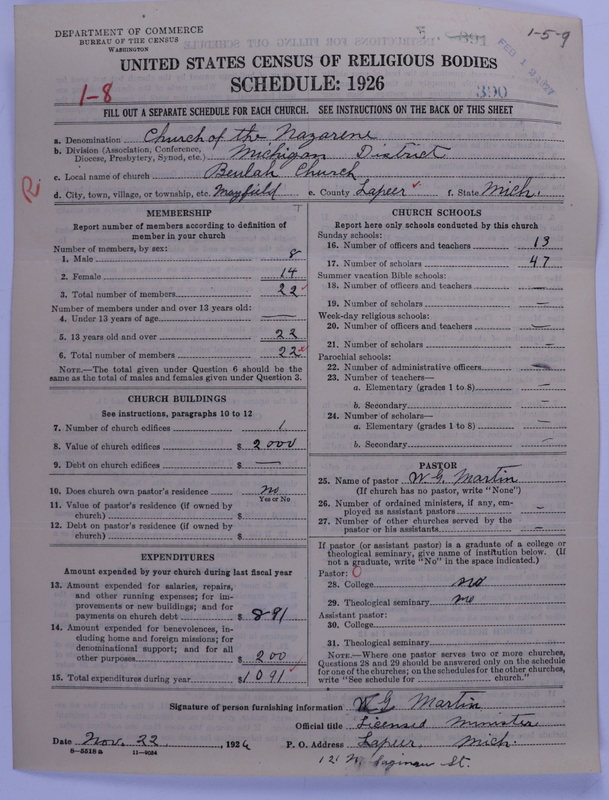 DEPARTMENT OF COMMERCE
BUREAU OF THE CENSUS
WASHINGTON
1-5-9
UNITED STATES CENSUS OF RELIGIOUS BODIES
SCHEDULE: 1926
1-8
390
FILL OUT A SEPARATE SCHEDULE FOR EACH CHURCH. SEE INSTRUCTIONS ON THE BACK OF THIS SHEET
a. Denomination Church of the Nazarene
b. Division (Association, Conference, Diocese, Presbytery, Synod, etc.) Michigan District
c. Local name of church Beulah Church
d. City, town, village, or township, etc. Mayfield e. County Lapeer f. State Mich.
MEMBERSHIP
Report number of members according to definition of
member in your church
Number of members, by sex:
1. Male 8
2. Female 14
3. Total number of members 22
Number of members under and over 13 years old:
4. Under 13 years of age —
5. 13 years old and over 22
6. Total number of members 22
NOTE.—The total given under Question 6 should be
same as the total of males and females given under Question 3.
CHURCH BUILDINGS
See instructions, paragraphs 10 to 12
7. Number of church edifices 1
8. Value of church edifices $ 2000
9. Debt on church edifices $ —
10. Does church own pastor's residence no
Yes or No
11. Value of pastor's residence (if owned by
church) $
12. Debt on pastor's residence (if owned by
church) $
EXPENDITURES
Amount expended by your church during last fiscal year
13. Amount expended for salaries, repairs,
and other running expenses; for im-
provements or new buildings; and for
payments on church debt $ 891
14. Amount expended for benevolences, in-
cluding home and foreign missions; for
denominational support; and for all
other purposes $ 200
15. Total expenditures during year $ 1091
CHURCH SCHOOLS
Report here only schools conducted by this church
Sunday schools:
16. Number of officers and teachers 13
17. Number of scholars 47
Summer vacation Bible schools:
18. Number of officers and teachers —
19. Number of scholars —
Week-day religious schools:
20. Number of officers and teachers —
21. Number of scholars —
Parochial schools:
22. Number of administrative officers —
23. Number of teachers—
a. Elementary (grades 1 to 8) —
b. Secondary —
24. Number of scholars—
a. Elementary (grades 1 to 8) —
b. Secondary —
PASTOR
25. Name of pastor W G. Martin
(If church has no pastor, write "None")
26. Number of ordained ministers, if any, em-
ployed as assistant pastors —
27. Number of other churches served by the
pastor or his assistants —
If pastor (or assistant pastor) is a graduate of a college or
theological seminary, give name of institution below. (If
not a graduate, write "No" in the space indicated.)
Pastor: O
28. College no
29. Theological seminary
Assistant pastor:
30. College
31. Theological seminary
NOTE.—Where one pastor serves two or more churches,
Questions 28 and 29 should be answered only on the schedule
for one of the churches; on the schedules for the other churches,
write "See schedule for church."
Signature of person furnishing information W G Martin
Official title Licensed Minister
Date Nov. 22, 1926 P. O. Address Lapeer, Mich.
8-5518 a 11-9034
121 N. Saginaw St.